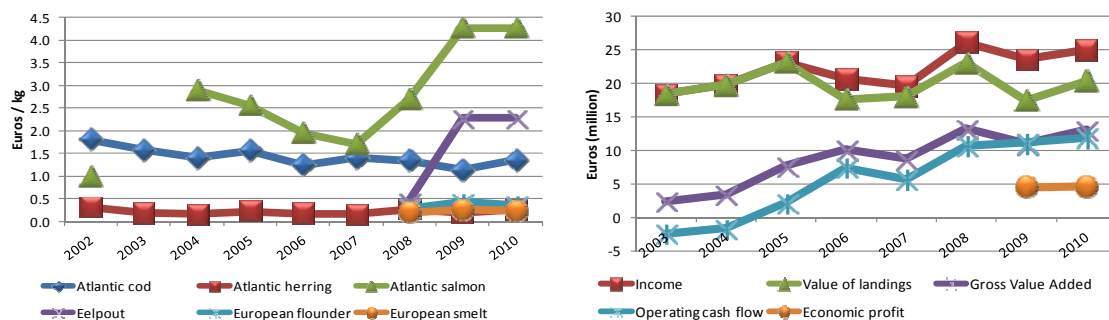 Euros / kg
4.5
4.0
3.5
3.0
2.5
2.0
1.5
1.0
0.5
0.0
2002 2003 2004 2005 2006 2007 2008 2009 2010
Atlantic cod Atlantic herring Atlantic salmon
Eelpout European flounder European smelt
Euros (million)
30
25
20
15
10
5
0
-5
2003 2004 2005 2006 2007 2008 2009 2010
Income Value of landings Gross Value Added
Operating cash flow Economic profit